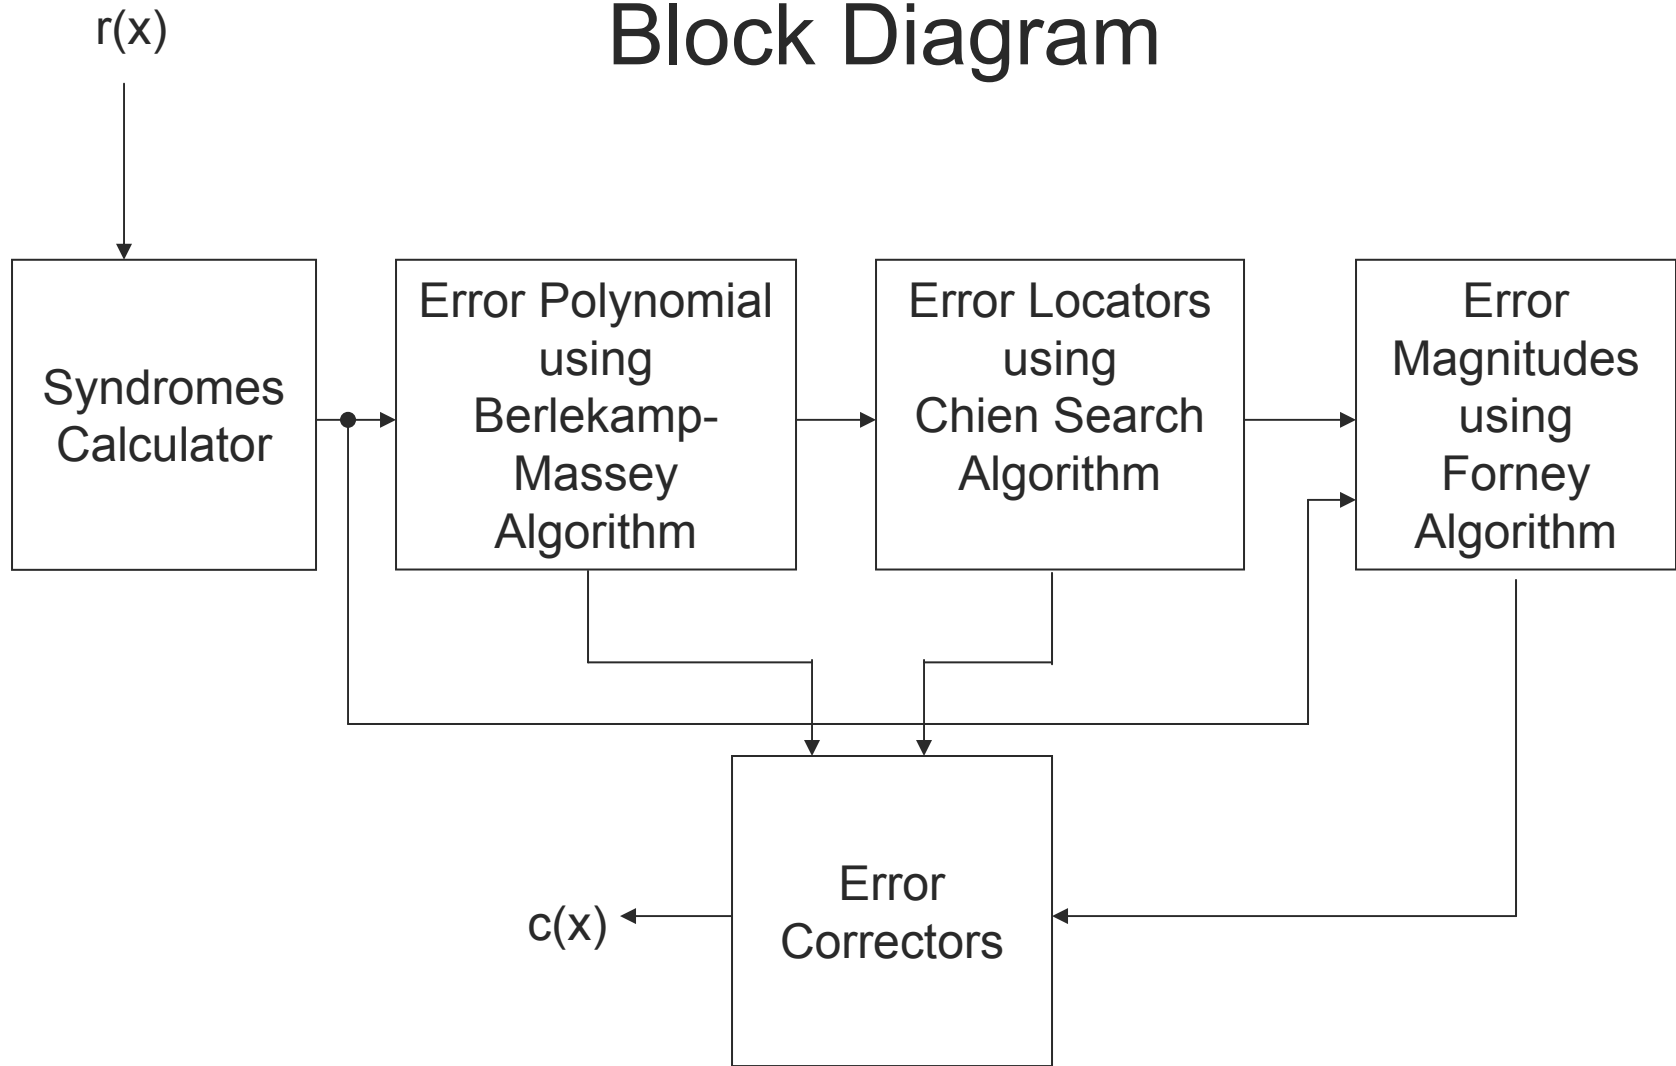 Block Diagram
r(x)
Syndromes
Calculator
Error Polynomial
using
Berlekamp-
Massey
Algorithm
Error Locators
using
Chien Search
Algorithm
Error
Magnitudes
using
Forney
Algorithm
Error
Correctors
c(x)